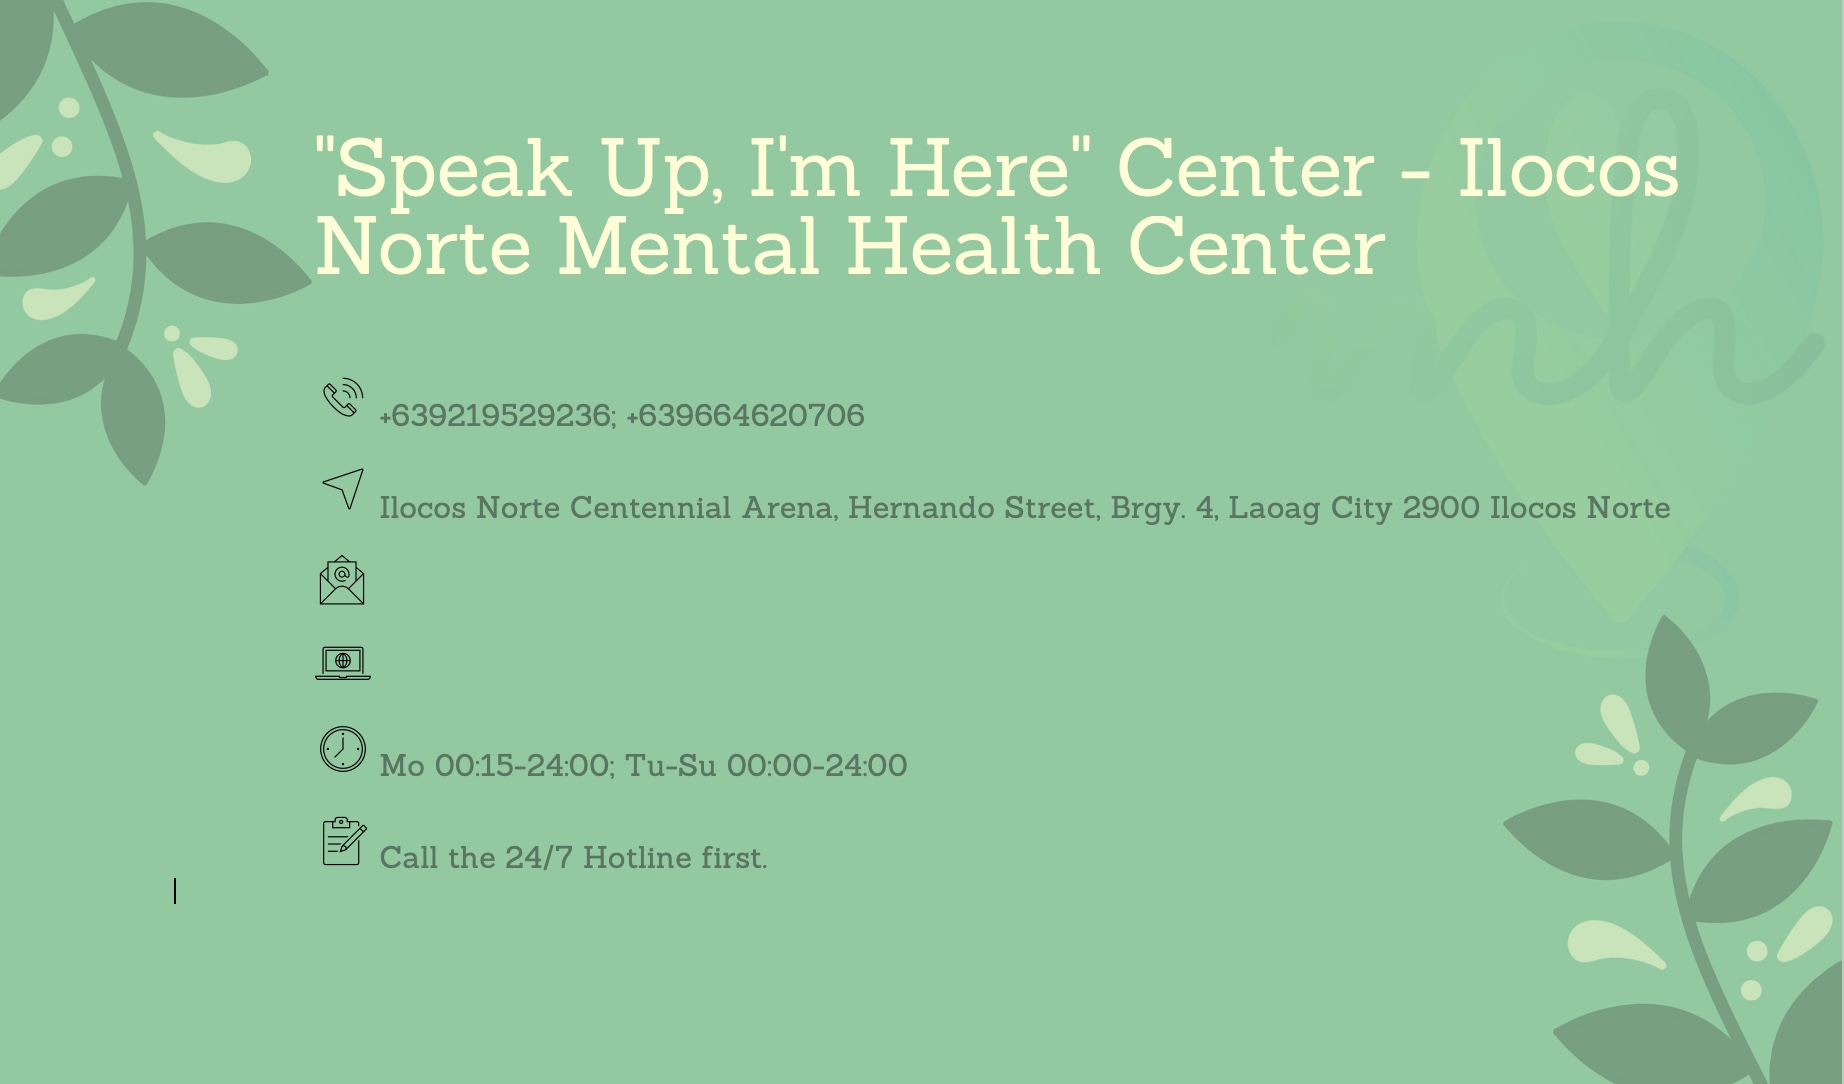 "Speak Up, I'm Here" Center - Ilocos
Norte Mental Health Center
+639219529236; +639664620706
Ilocos Norte Centennial Arena, Hernando Street, Brgy. 4, Laoag City 2900 Ilocos Norte
Mo 00:15-24:00; Tu-Su 00:00-24:00
Call the 24/7 Hotline first.